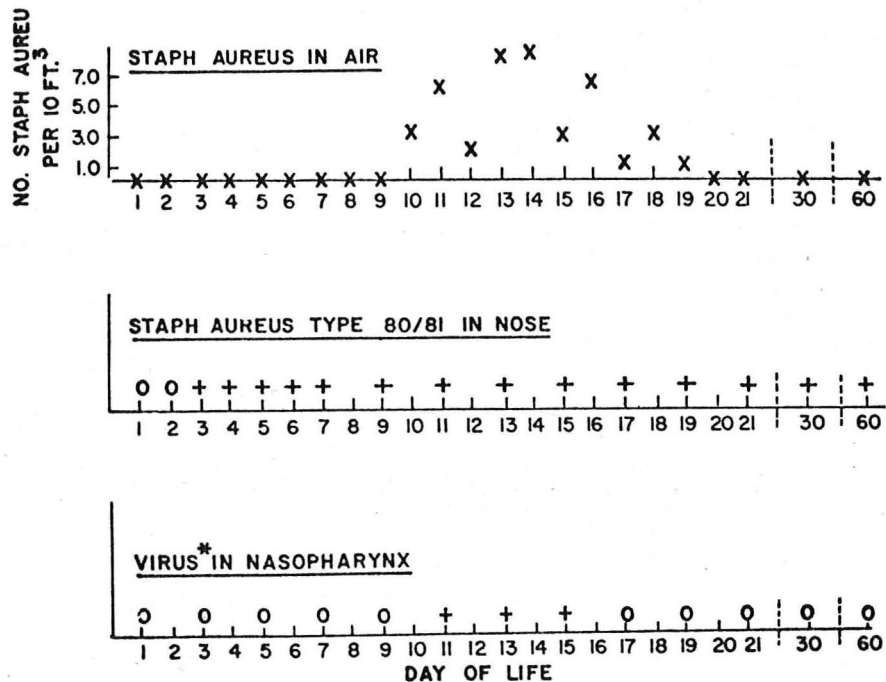 NO. STAPH AUREU
PER 10 FT.3
STAPH AUREUS IN AIR
7.0
5.0
3.0
1.0
X X X X X X X X X X X X X X X X X X X X X X X
1 2 3 4 5 6 7 8 9 10 11 12 13 14 15 16 17 18 19 20 21 30 60
STAPH AUREUS TYPE 80/81 IN NOSE
O O + + + + + + + + + + + + + +
1 2 3 4 5 6 7 8 9 10 11 12 13 14 15 16 17 18 19 20 21 30 60
VIRUS* IN NASOPHARYNX
O O O O O + + + O O O O O
1 2 3 4 5 6 7 8 9 10 11 12 13 14 15 16 17 18 19 20 21 30 60
DAY OF LIFE